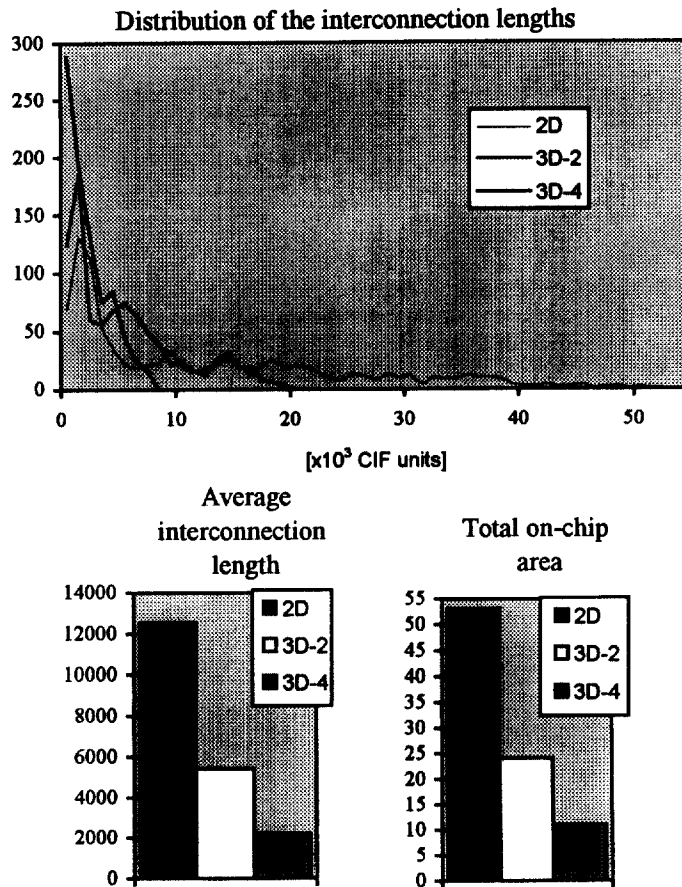 Distribution of the interconnection lengths
300
250
200
150
100
50
0
2D
3D-2
3D-4
0 10 20 30 40 50
[x10³ CIF units]
Average
interconnection
length
14000
12000
10000
8000
6000
4000
2000
0
2D
3D-2
3D-4
Total on-chip
area
55
50
45
40
35
30
25
20
15
10
5
0
2D
3D-2
3D-4